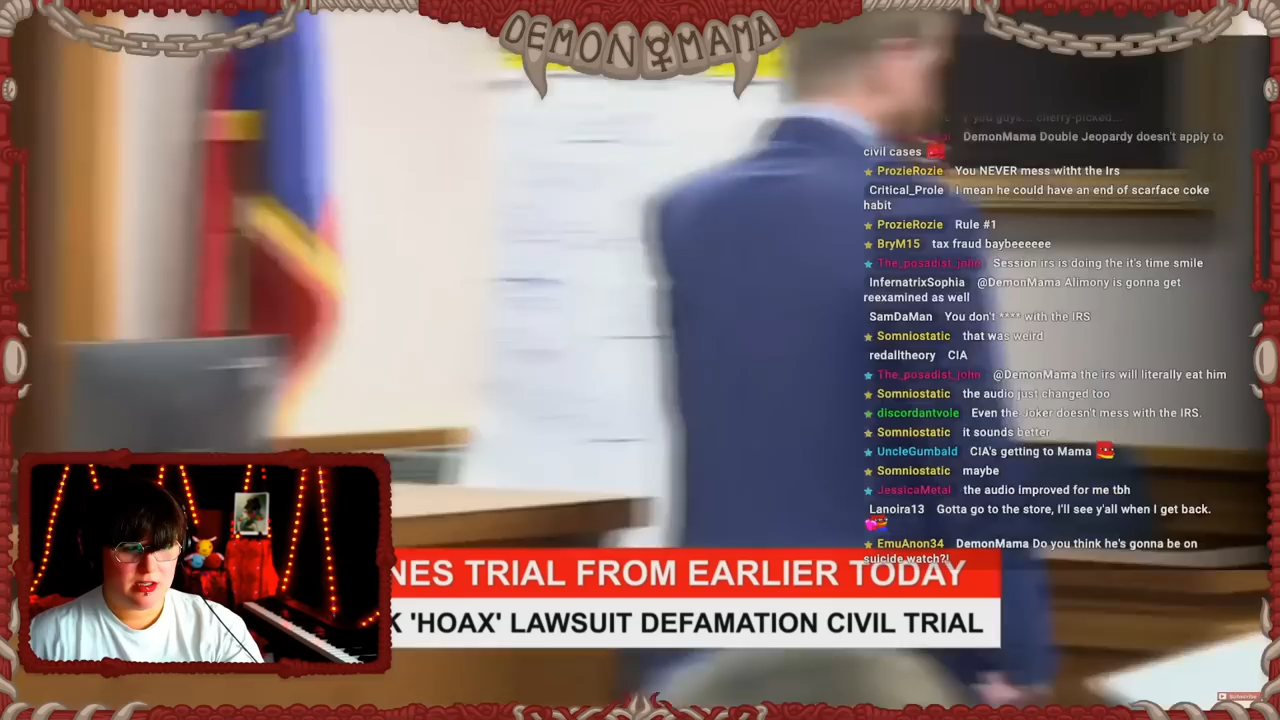 DEMON MAMA
y you guys... cherry-picked...
DemonMama Double Jeopardy doesn't apply to
civil cases
ProzieRozie You NEVER mess witht the Irs
Critical_Prole I mean he could have an end of scarface coke
habit
ProzieRozie Rule #1
BryM15 tax fraud baybeeeeee
The_posadist_john Session irs is doing the it's time smile
InfernatrixSophia @DemonMama Alimony is gonna get
reexamined as well
SamDaMan You don't **** with the IRS
Somniostatic that was weird
redalltheory CIA
The_posadist_john @DemonMama the irs will literally eat him
Somniostatic the audio just changed too
discordantvole Even the Joker doesn't mess with the IRS.
Somniostatic it sounds better
UncleGumbald CIA's getting to Mama
Somniostatic maybe
JessicaMetal the audio improved for me tbh
Lanoira13 Gotta go to the store, I'll see y'all when I get back.
EmuAnon34 DemonMama Do you think he's gonna be on
suicide watch?!
NES TRIAL FROM EARLIER TODAY
K 'HOAX' LAWSUIT DEFAMATION CIVIL TRIAL